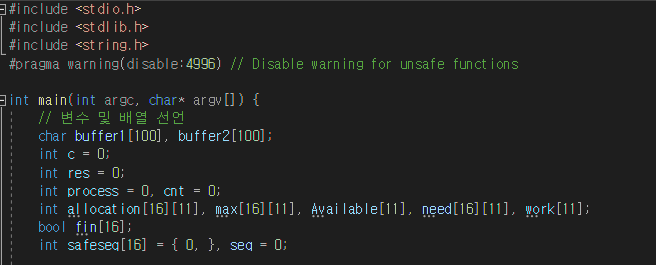 #include <stdio.h>
#include <stdlib.h>
#include <string.h>
#pragma warning(disable:4996) // Disable warning for unsafe functions
int main(int argc, char* argv[]) {
// 변수 및 배열 선언
char buffer1[100], buffer2[100];
int c = 0;
int res = 0;
int process = 0, cnt = 0;
int allocation[16][11], max[16][11], Available[11], need[16][11], work[11];
bool fin[16];
int safeseq[16] = { 0, }, seq = 0;